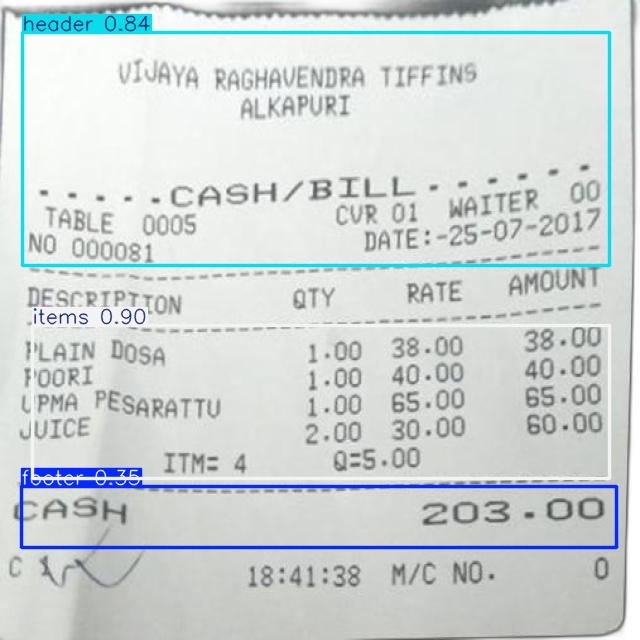 header 0.84
VIJAYA RAGHAVENDRA TIFFINS
ALKAPURI
- - - - -CASH/BILL- - - - - -
TABLE 0005 CVR 01 WAITER 00
NO 000081 DATE:-25-07-2017
DESCRIPTION QTY RATE AMOUNT
items 0.90
PLAIN DOSA 1.00 38.00 38.00
POORI 1.00 40.00 40.00
UPMA PESARATTU 1.00 65.00 65.00
JUICE 2.00 30.00 60.00
ITM= 4 Q=5.00
footer 0.35
CASH 203.00
C 18:41:38 M/C NO. 0